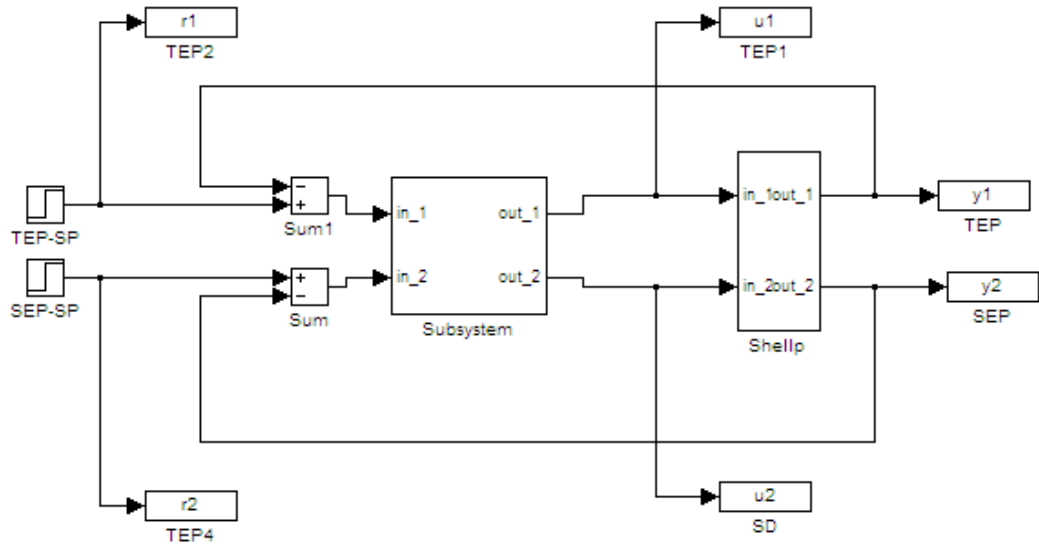 r1
TEP2
u1
TEP1
TEP-SP
−
+
Sum1
in_1
out_1
in_2
out_2
Subsystem
in_1out_1
in_2out_2
Shellp
y1
TEP
SEP-SP
+
−
Sum
y2
SEP
r2
TEP4
u2
SD